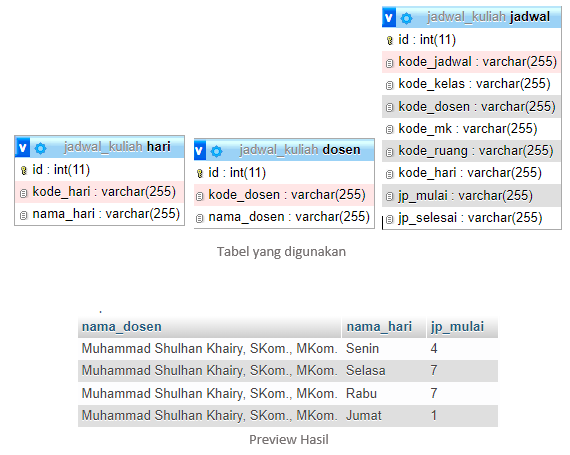 jadwal_kuliah jadwal
id : int(11)
kode_jadwal : varchar(255)
kode_kelas : varchar(255)
kode_dosen : varchar(255)
kode_mk : varchar(255)
kode_ruang : varchar(255)
kode_hari : varchar(255)
jp_mulai : varchar(255)
jp_selesai : varchar(255)
jadwal_kuliah hari
id : int(11)
kode_hari : varchar(255)
nama_hari : varchar(255)
jadwal_kuliah dosen
id : int(11)
kode_dosen : varchar(255)
nama_dosen : varchar(255)
Tabel yang digunakan
nama_dosen nama_hari jp_mulai
Muhammad Shulhan Khairy, SKom., MKom. Senin 4
Muhammad Shulhan Khairy, SKom., MKom. Selasa 7
Muhammad Shulhan Khairy, SKom., MKom. Rabu 7
Muhammad Shulhan Khairy, SKom., MKom. Jumat 1
Preview Hasil